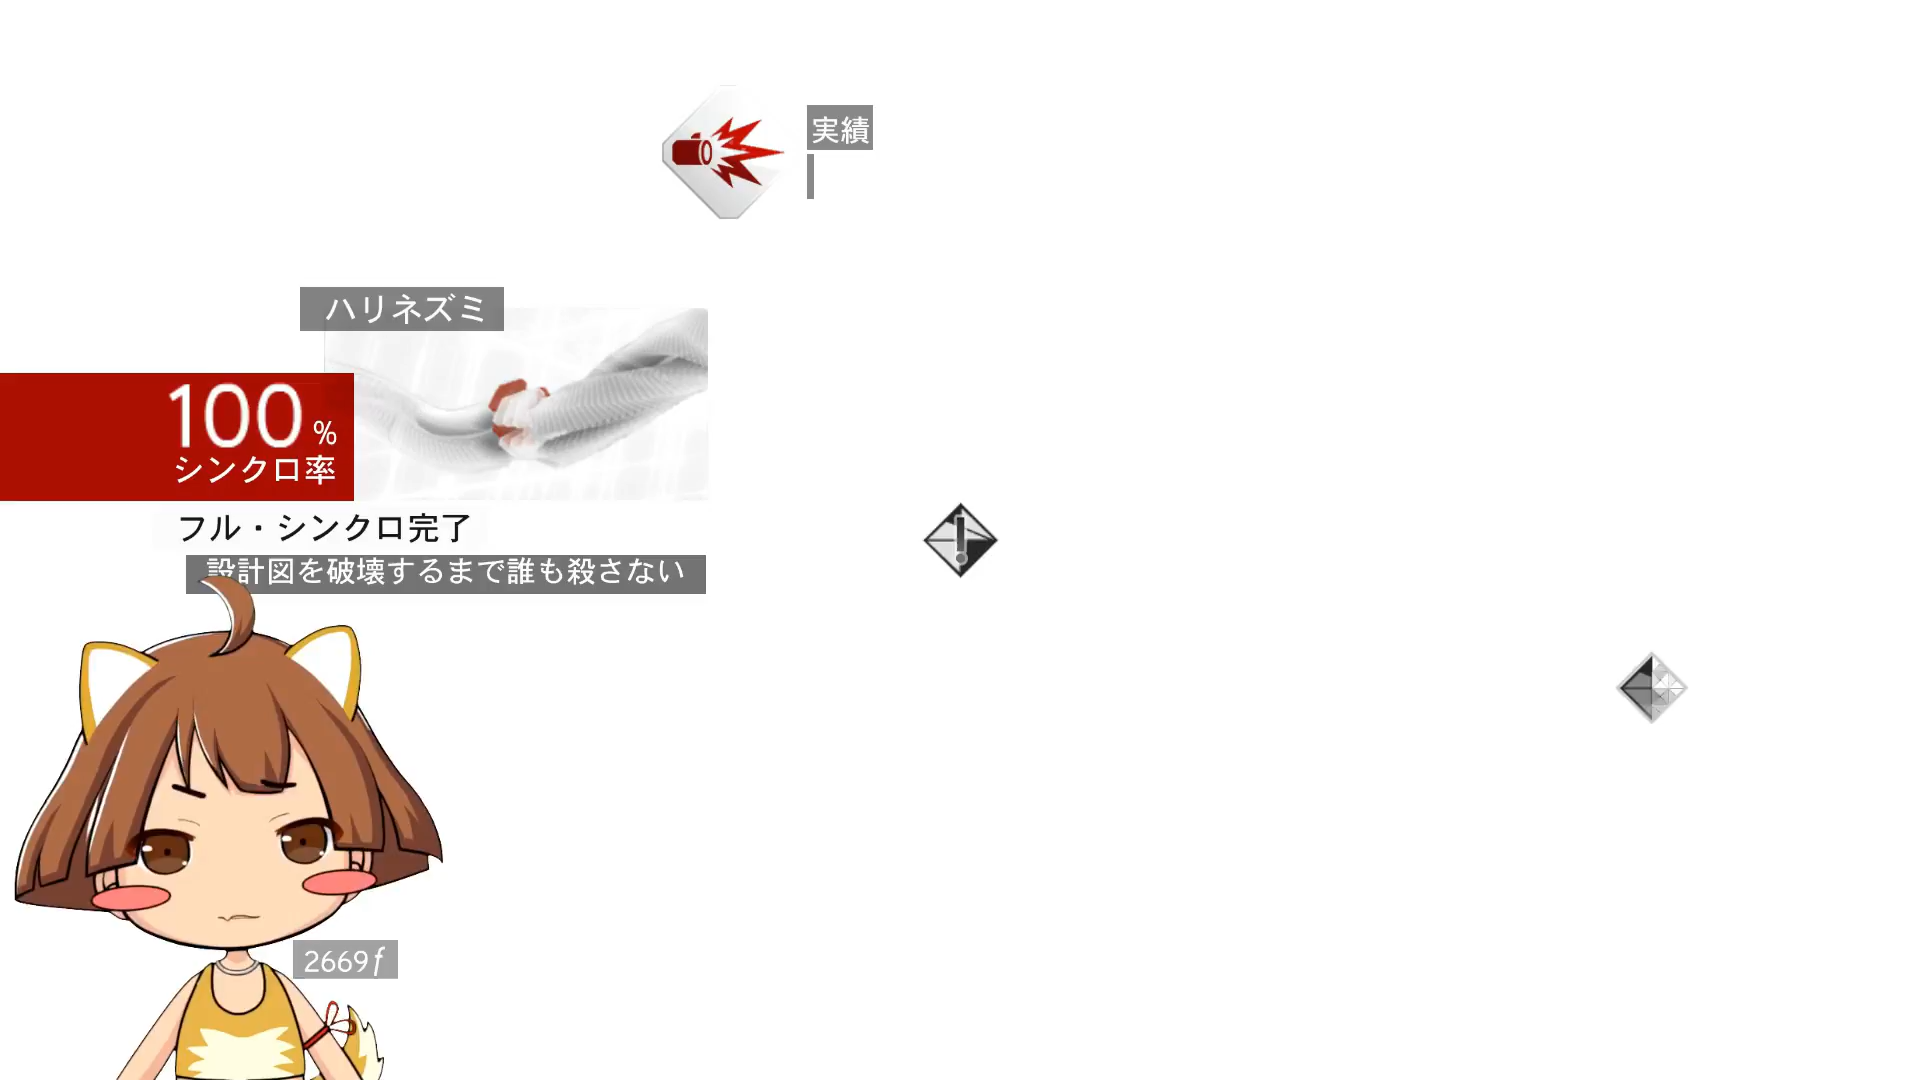 実績
ハリネズミ
100 %
シンクロ率
フル・シンクロ完了
設計図を破壊するまで誰も殺さない
2669ƒ